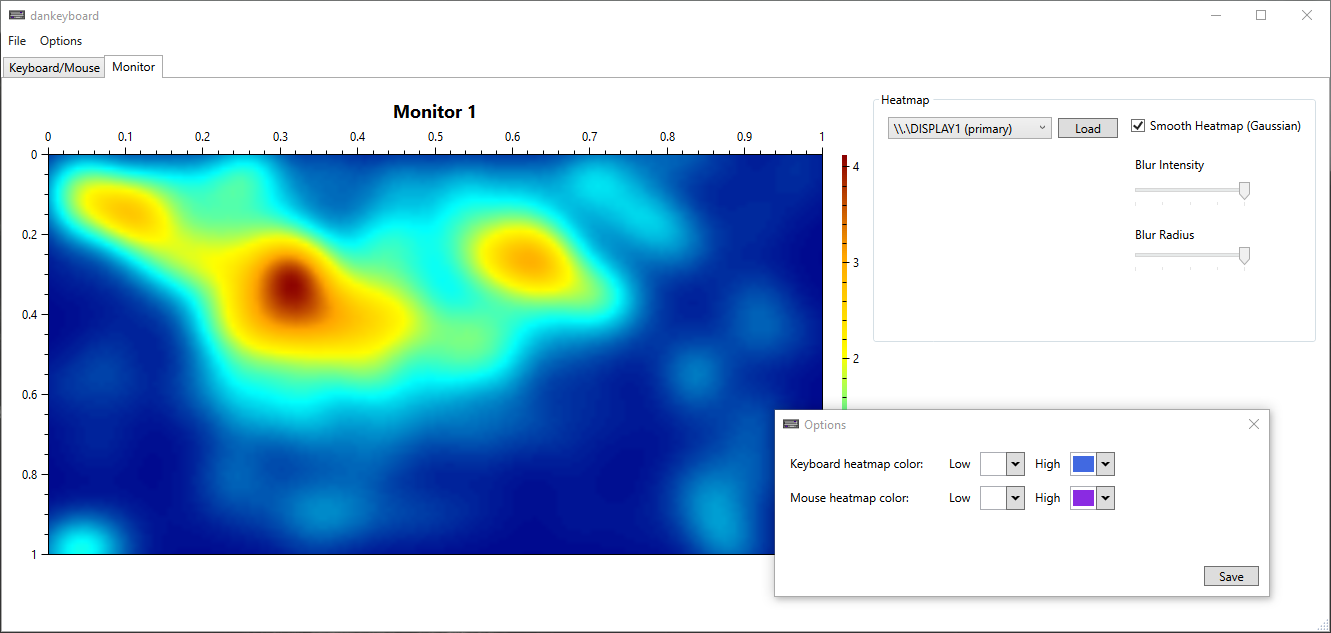 dankeyboard
File Options
Keyboard/Mouse Monitor
Monitor 1
0 0.1 0.2 0.3 0.4 0.5 0.6 0.7 0.8 0.9 1
0
0.2
0.4
0.6
0.8
1
4
3
2
Heatmap
\\.\DISPLAY1 (primary) Load Smooth Heatmap (Gaussian)
Blur Intensity
Blur Radius
Options
Keyboard heatmap color: Low High
Mouse heatmap color: Low High
Save